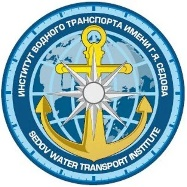 ИНСТИТУТ ВОДНОГО ТРАНСПОРТА ИМЕНИ Г.Я. СЕДОВА
SEDOV WATER TRANSPORT INSTITUTE